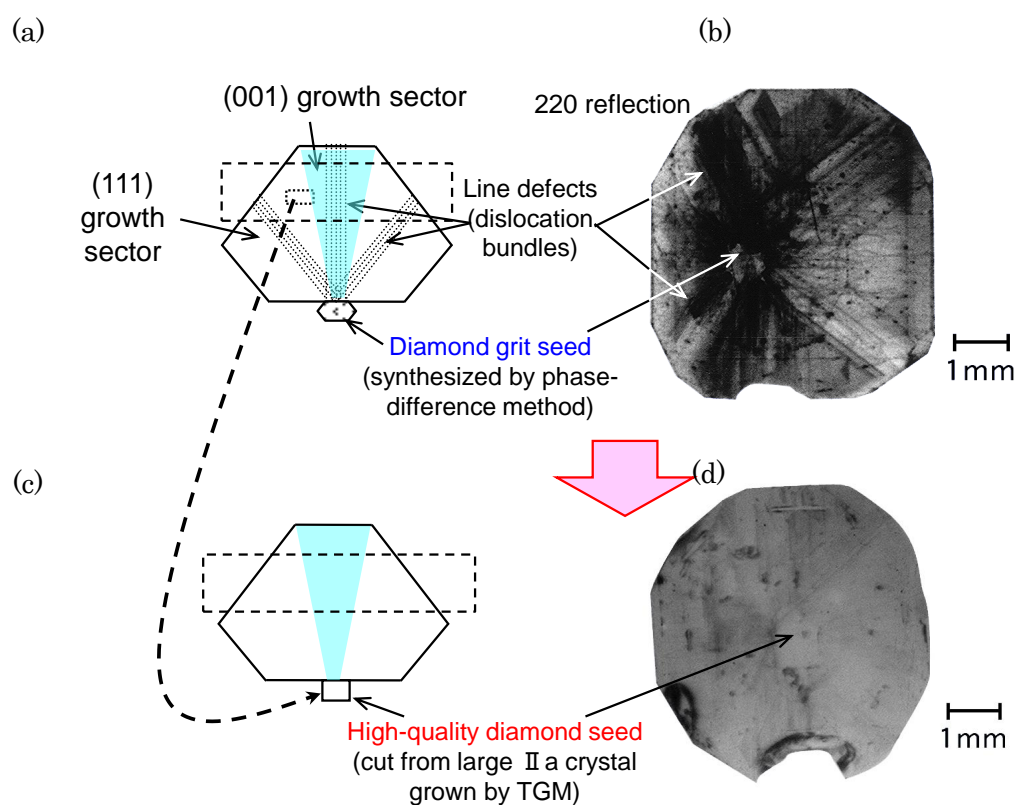 (a)
(b)
(001) growth sector
220 reflection
(111)
growth
sector
Line defects
(dislocation
bundles)
Diamond grit seed
(synthesized by phase-
difference method)
1mm
(c)
(d)
High-quality diamond seed
(cut from large Ⅱa crystal
grown by TGM)
1mm